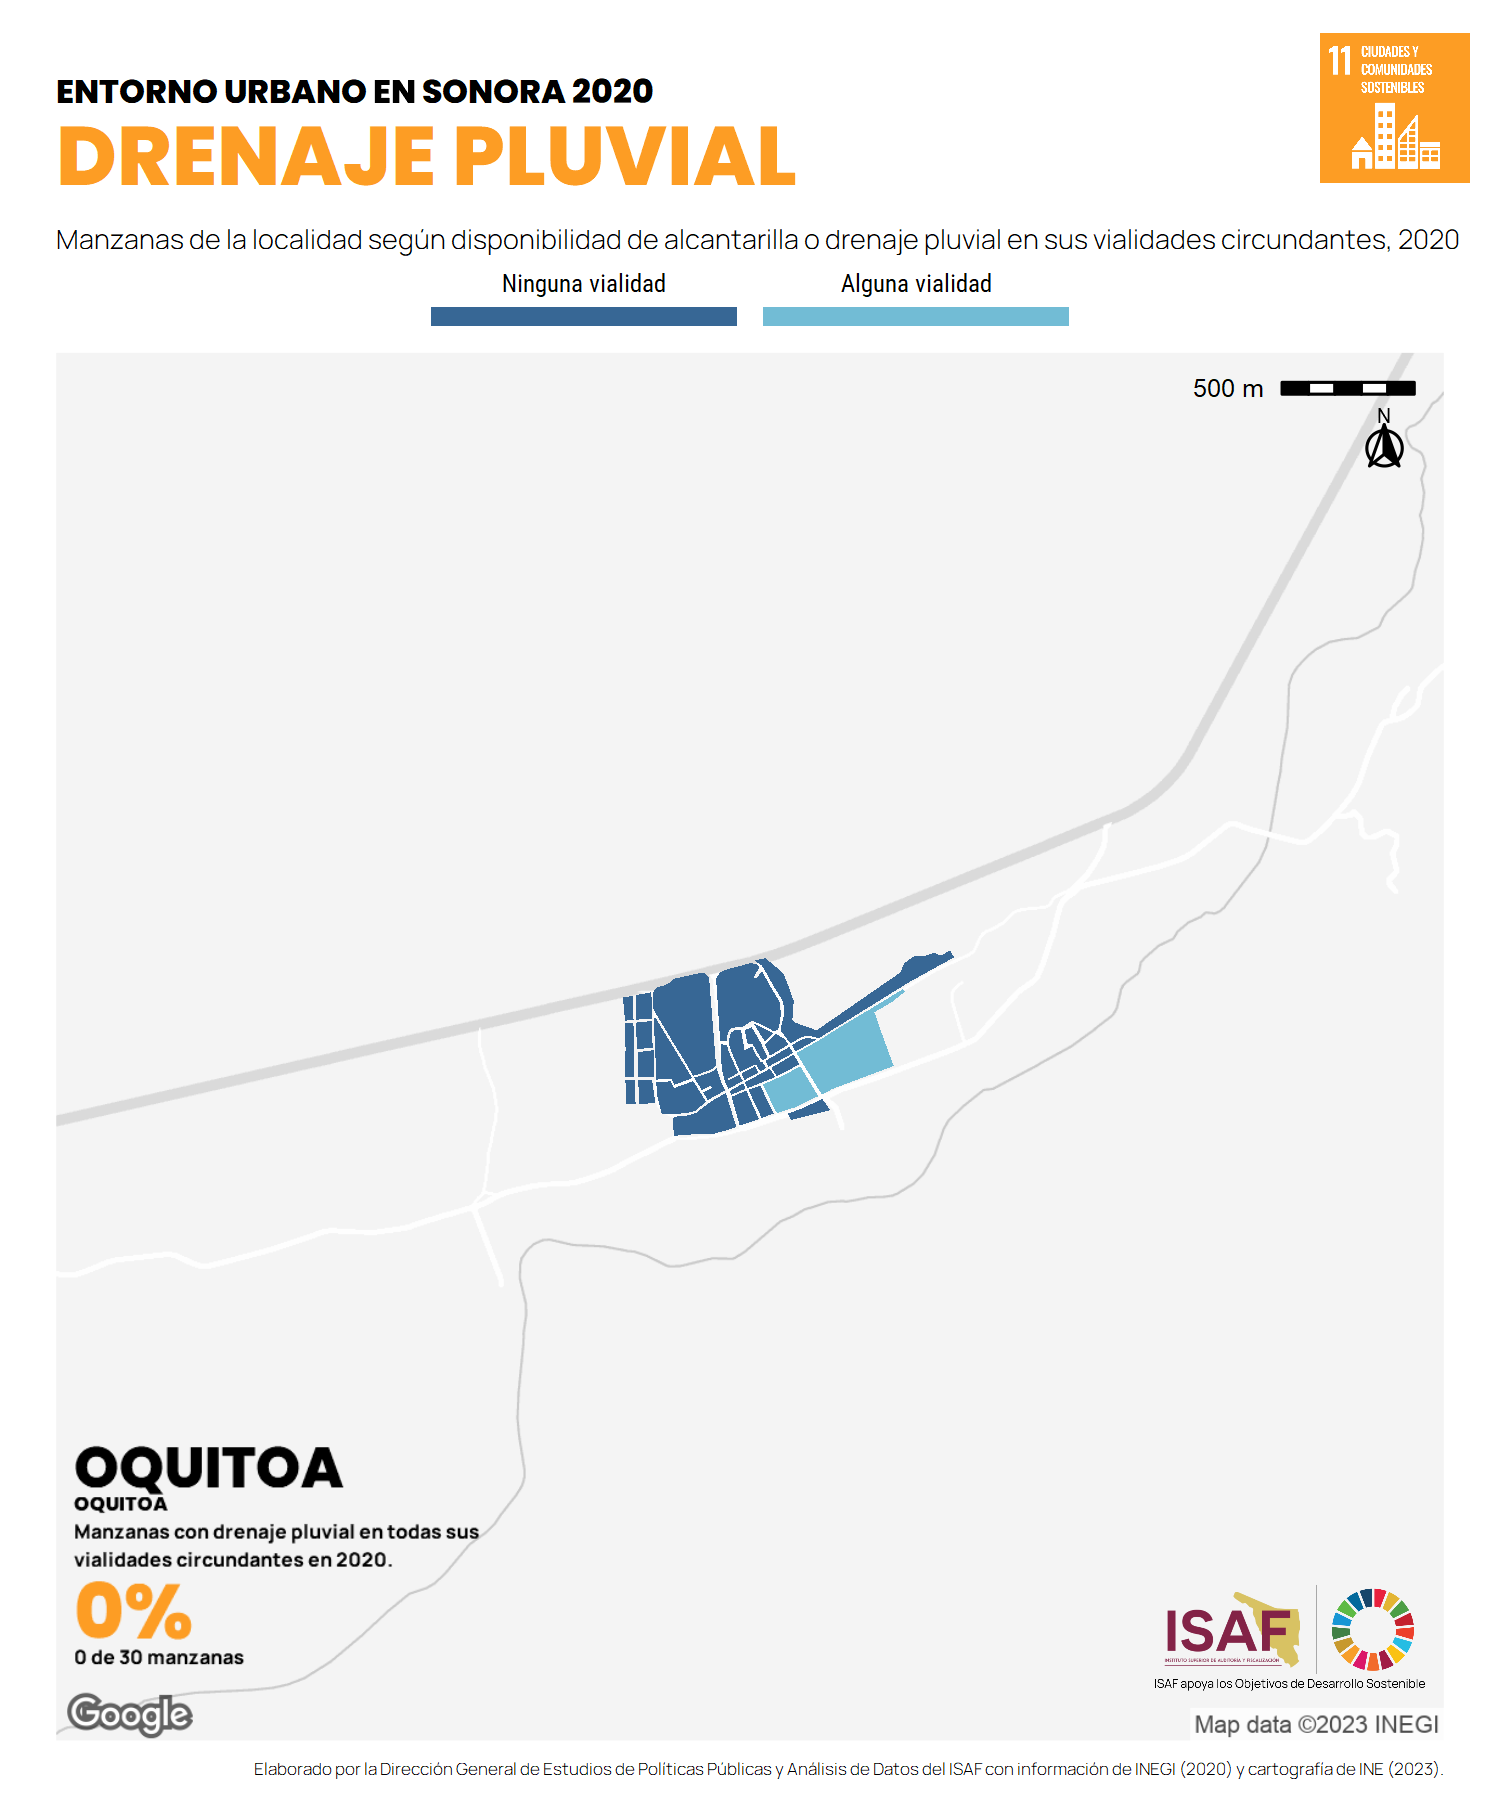 ENTORNO URBANO EN SONORA 2020
DRENAJE PLUVIAL
11 CIUDADES Y
COMUNIDADES
SOSTENIBLES
Manzanas de la localidad según disponibilidad de alcantarilla o drenaje pluvial en sus vialidades circundantes, 2020
Ninguna vialidad
Alguna vialidad
500 m
N
OQUITOA
OQUITOA
Manzanas con drenaje pluvial en todas sus
vialidades circundantes en 2020.
0%
0 de 30 manzanas
Google
ISAF
INSTITUTO SUPERIOR DE AUDITORÍA Y FISCALIZACIÓN
ISAF apoya los Objetivos de Desarrollo Sostenible
Map data ©2023 INEGI
Elaborado por la Dirección General de Estudios de Políticas Públicas y Análisis de Datos del ISAF con información de INEGI (2020) y cartografía de INE (2023).